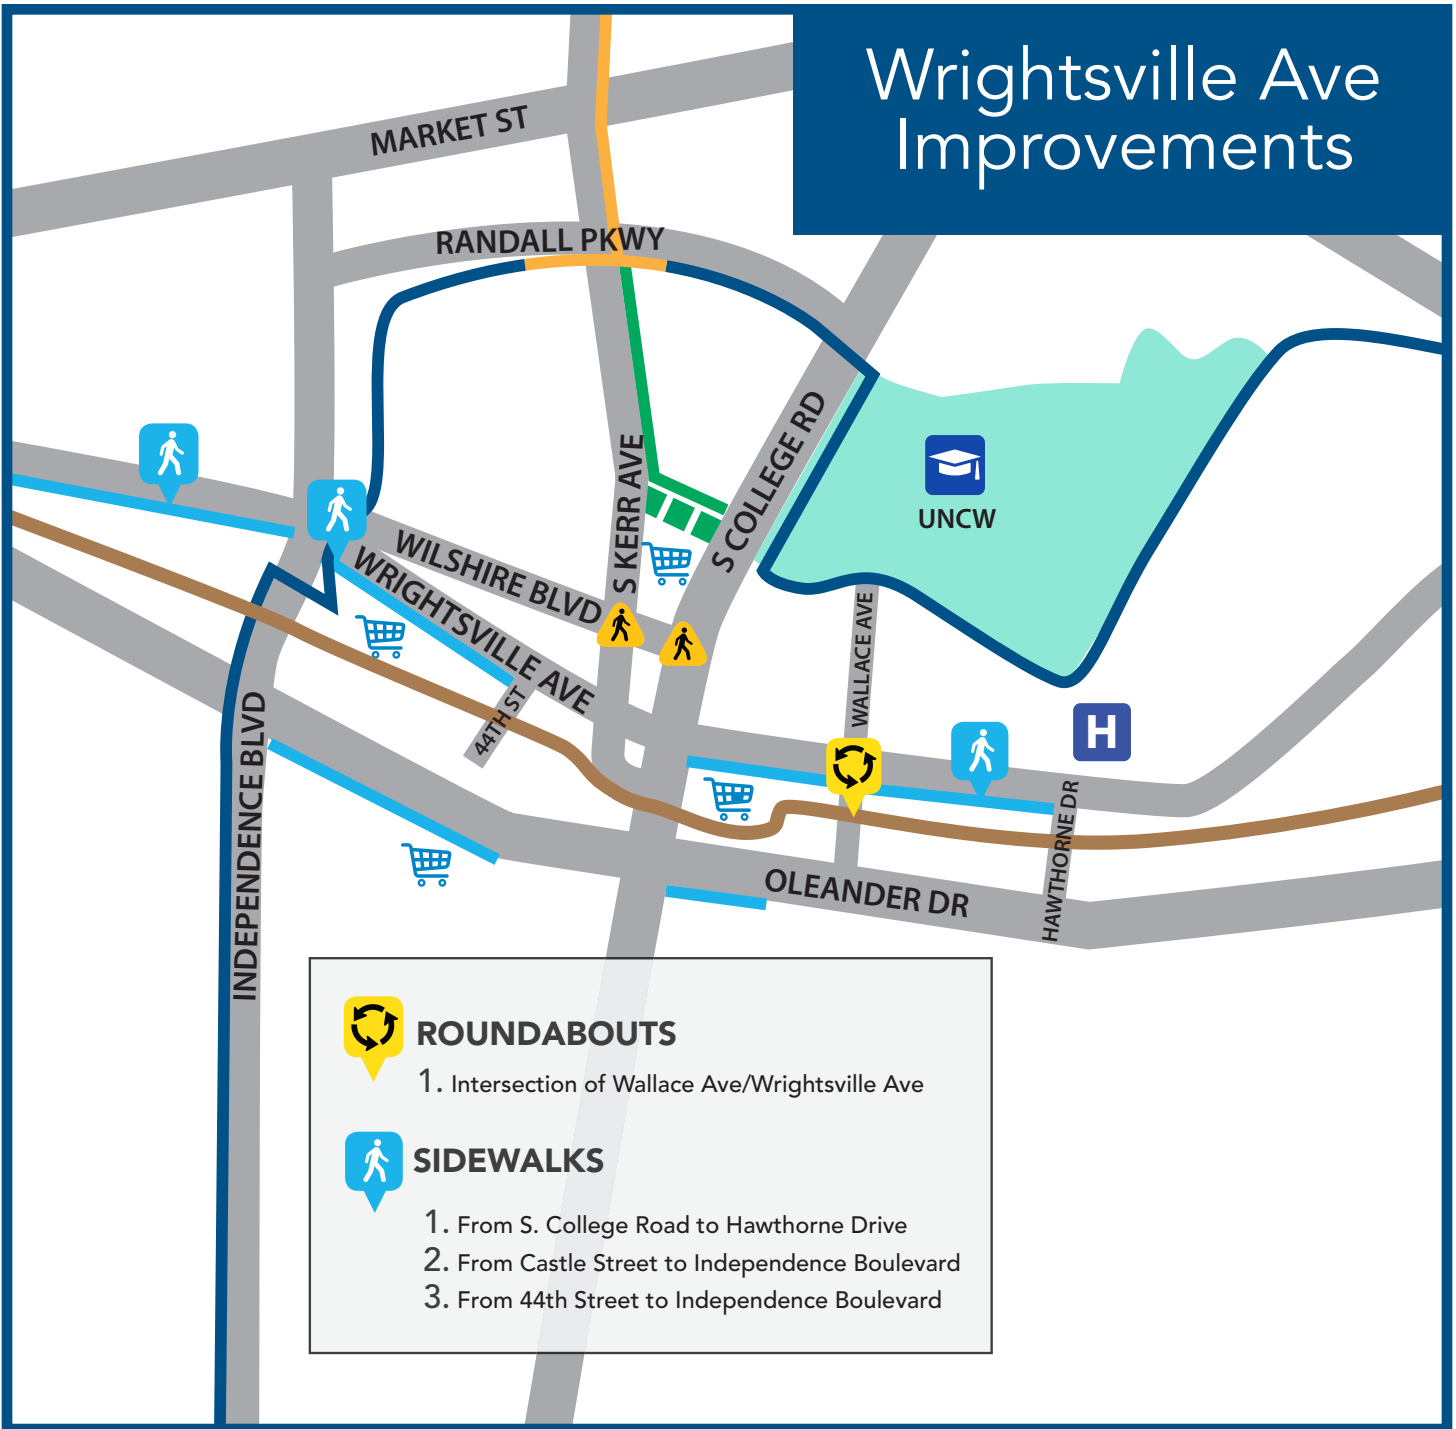 Wrightsville Ave
Improvements
MARKET ST
RANDALL PKWY
S COLLEGE RD
S KERR AVE
UNCW
WILSHIRE BLVD
WRIGHTSVILLE AVE
WALLACE AVE
44TH ST
H
INDEPENDENCE BLVD
HAWTHORNE DR
OLEANDER DR
ROUNDABOUTS
1. Intersection of Wallace Ave/Wrightsville Ave
SIDEWALKS
1. From S. College Road to Hawthorne Drive
2. From Castle Street to Independence Boulevard
3. From 44th Street to Independence Boulevard